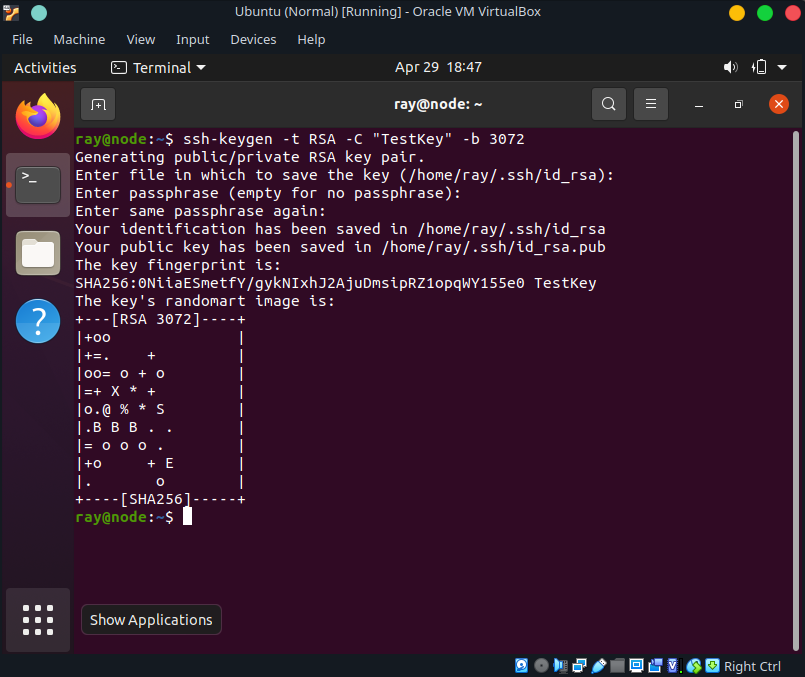 Ubuntu (Normal) [Running] - Oracle VM VirtualBox
File Machine View Input Devices Help
Activities Terminal Apr 29 18:47
ray@node: ~
ray@node:~$ ssh-keygen -t RSA -C "TestKey" -b 3072
Generating public/private RSA key pair.
Enter file in which to save the key (/home/ray/.ssh/id_rsa):
Enter passphrase (empty for no passphrase):
Enter same passphrase again:
Your identification has been saved in /home/ray/.ssh/id_rsa
Your public key has been saved in /home/ray/.ssh/id_rsa.pub
The key fingerprint is:
SHA256:0NiiaESmetfY/gykNIxhJ2AjuDmsipRZ1opqWY155e0 TestKey
The key's randomart image is:
+---[RSA 3072]----+
|+oo              |
|+=.    +         |
|oo= o + o        |
|=+ X * +         |
|o.@ % * S        |
|.B B B . .       |
|= o o o .        |
|+o     + E       |
|.       o        |
+----[SHA256]-----+
ray@node:~$
Show Applications
Right Ctrl